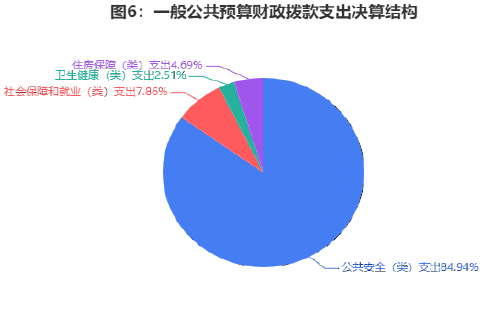 图6：一般公共预算财政拨款支出决算结构
住房保障（类）支出4.69%
卫生健康（类）支出2.51%
社会保障和就业（类）支出7.86%
公共安全（类）支出84.94%